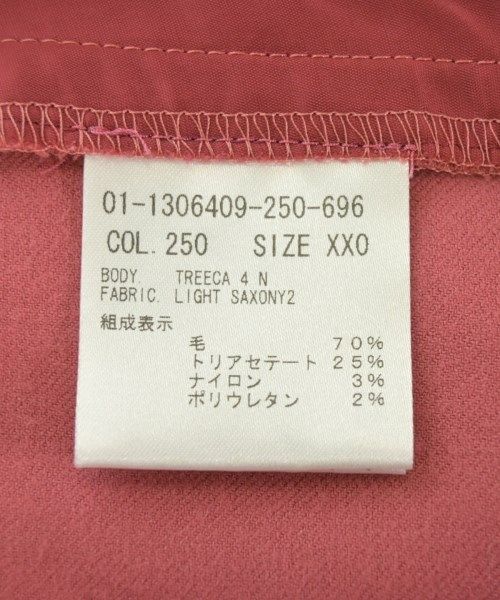 01-1306409-250-696
COL. 250 SIZE XXO
BODY. TREECA 4 N
FABRIC. LIGHT SAXONY2
組成表示
毛 70%
トリアセテート 25%
ナイロン 3%
ポリウレタン 2%